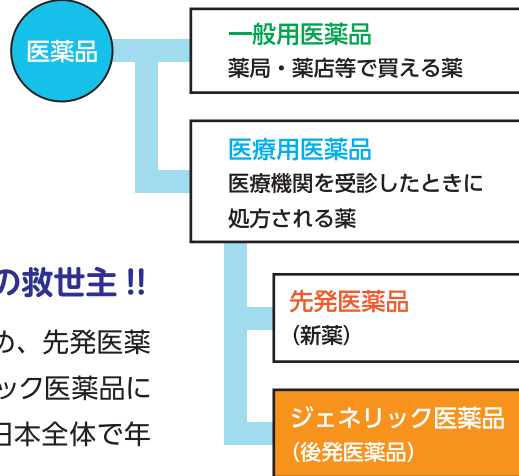 医薬品
一般用医薬品
薬局・薬店等で買える薬
医療用医薬品
医療機関を受診したときに
処方される薬
先発医薬品
（新薬）
ジェネリック医薬品
（後発医薬品）
の救世主!!
め、先発医薬
ック医薬品に
日本全体で年